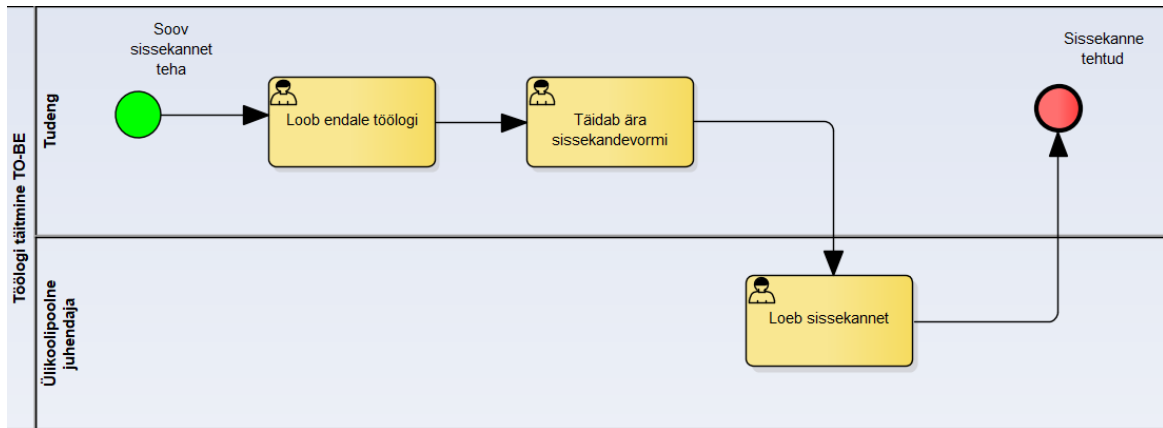 Töölogi täitmine TO-BE
Tudeng
Soov
sissekannet
teha
Loob endale töölogi
Täidab ära
sissekandevormi
Sissekanne
tehtud
Ülikoolipoolne
juhendaja
Loeb sissekannet